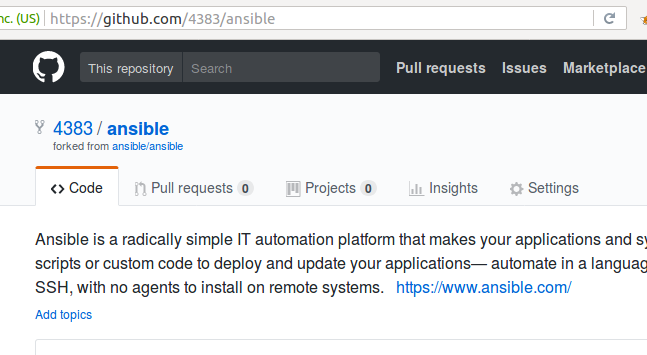 nc. (US) https://github.com/4383/ansible
This repository Search Pull requests Issues Marketplace
4383 / ansible
forked from ansible/ansible
Code Pull requests 0 Projects 0 Insights Settings
Ansible is a radically simple IT automation platform that makes your applications and sy
scripts or custom code to deploy and update your applications— automate in a languag
SSH, with no agents to install on remote systems. https://www.ansible.com/
Add topics